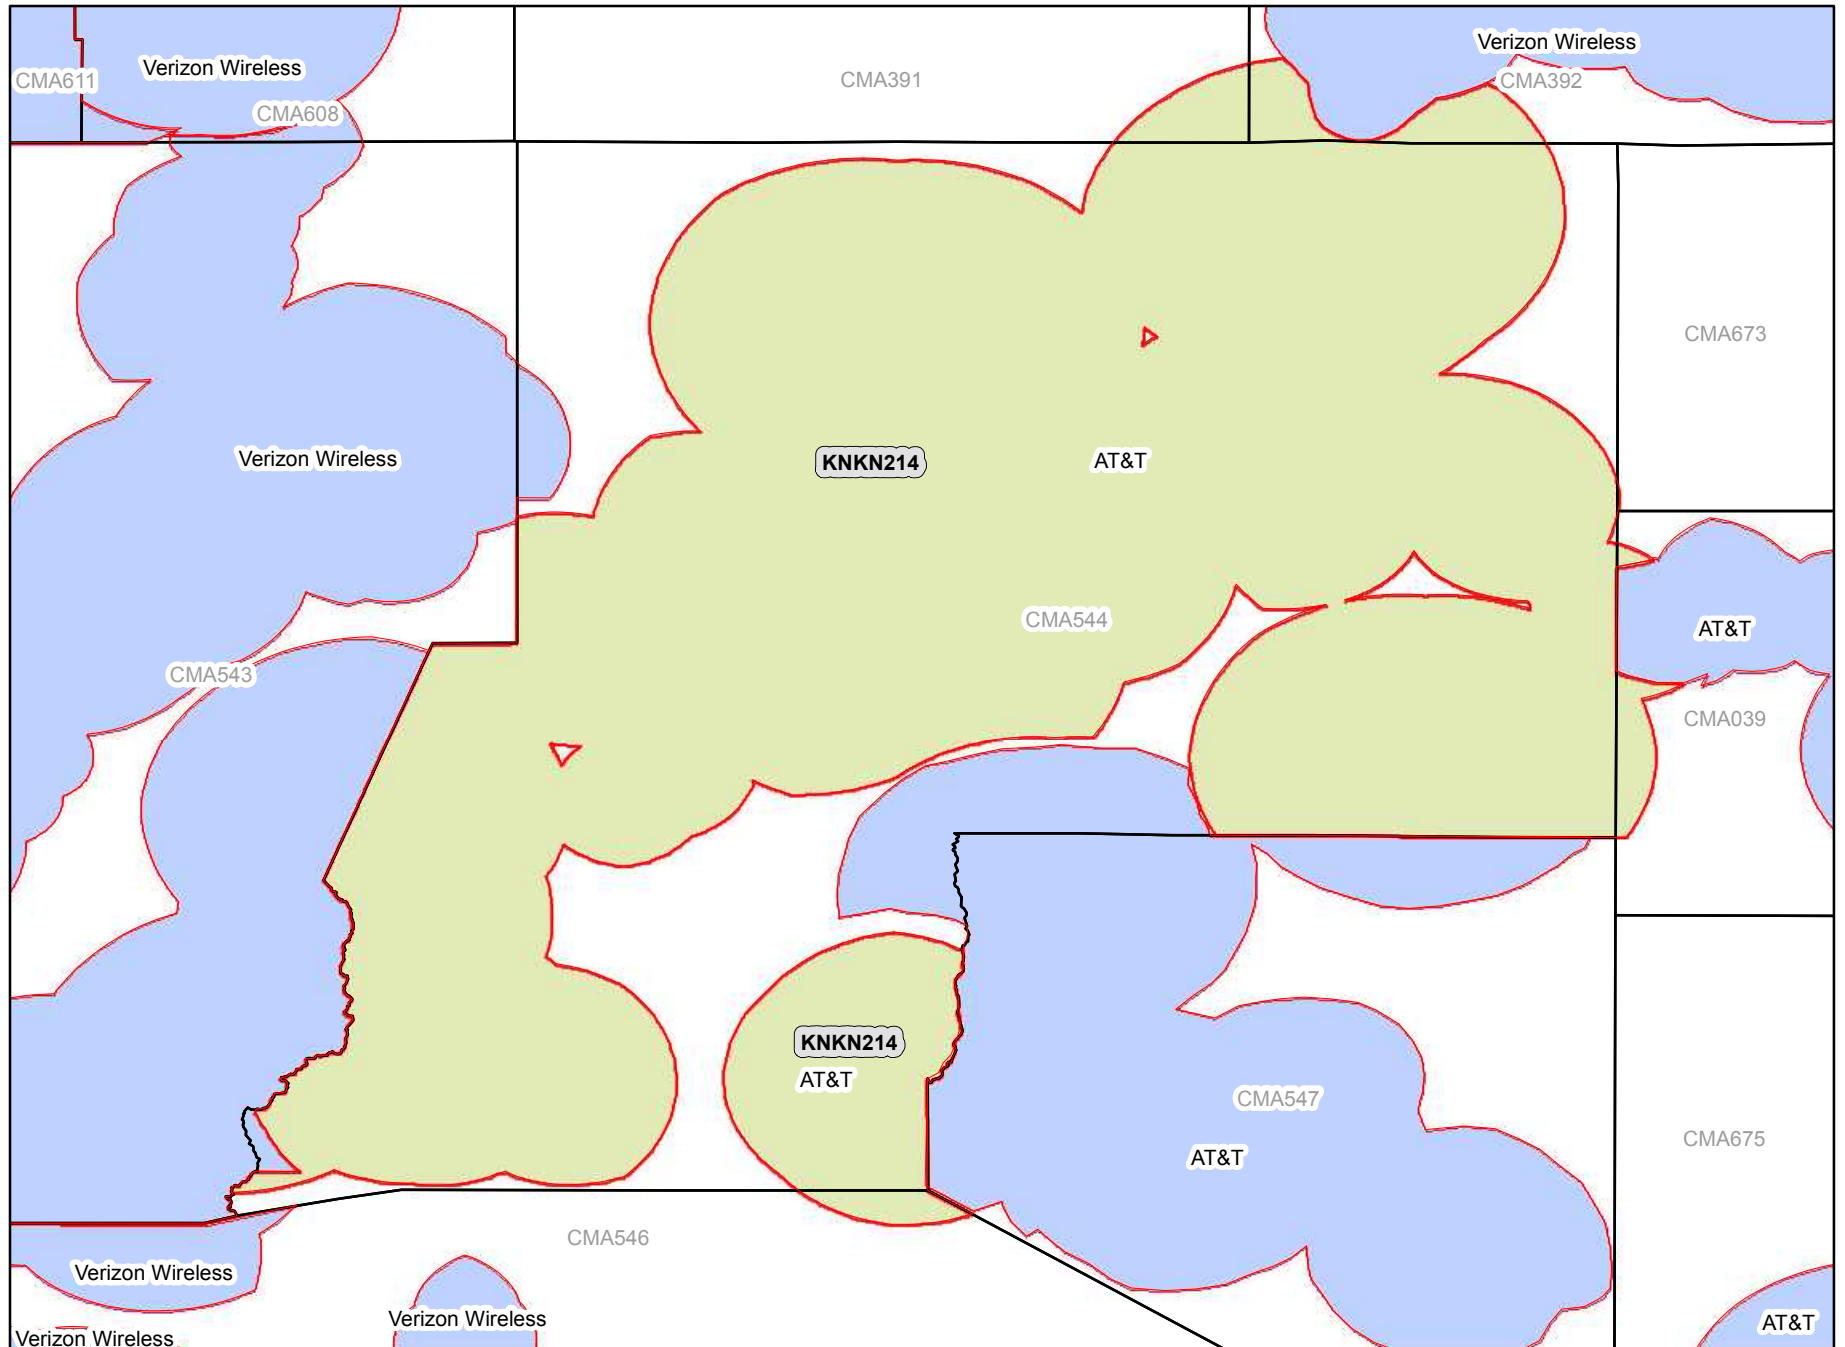 Verizon Wireless
Verizon Wireless
CMA611
CMA391
CMA392
CMA608
CMA673
Verizon Wireless
KNKN214
AT&T
CMA544
AT&T
CMA543
CMA039
KNKN214
AT&T
CMA547
CMA675
AT&T
CMA546
Verizon Wireless
Verizon Wireless
AT&T
Verizon Wireless